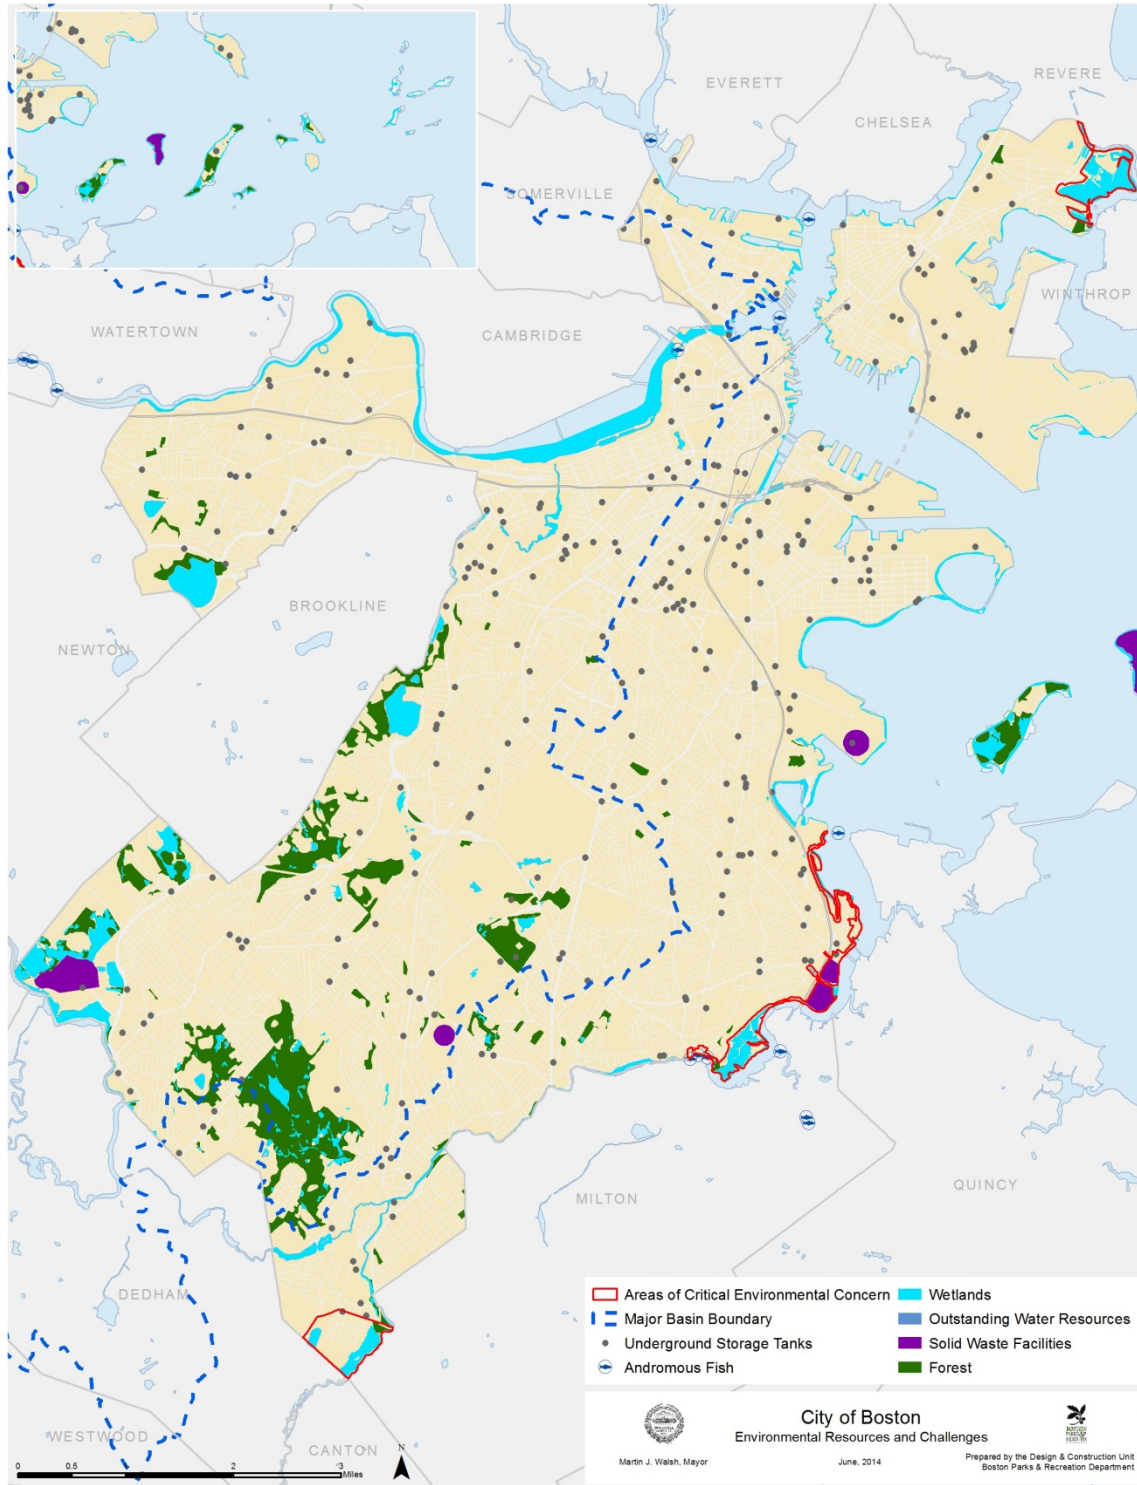 REVERE
EVERETT
CHELSEA
SOMERVILLE
WINTHROP
WATERTOWN
CAMBRIDGE
BROOKLINE
NEWTON
MILTON
QUINCY
DEDHAM
WESTWOOD
CANTON
Areas of Critical Environmental Concern
Major Basin Boundary
Underground Storage Tanks
Andromous Fish
Wetlands
Outstanding Water Resources
Solid Waste Facilities
Forest
N
0 0.5 1 2 3
Miles
City of Boston
Environmental Resources and Challenges
Martin J. Walsh, Mayor
June, 2014
BOSTON
PARKS &
RECREATION
Prepared by the Design & Construction Unit
Boston Parks & Recreation Department